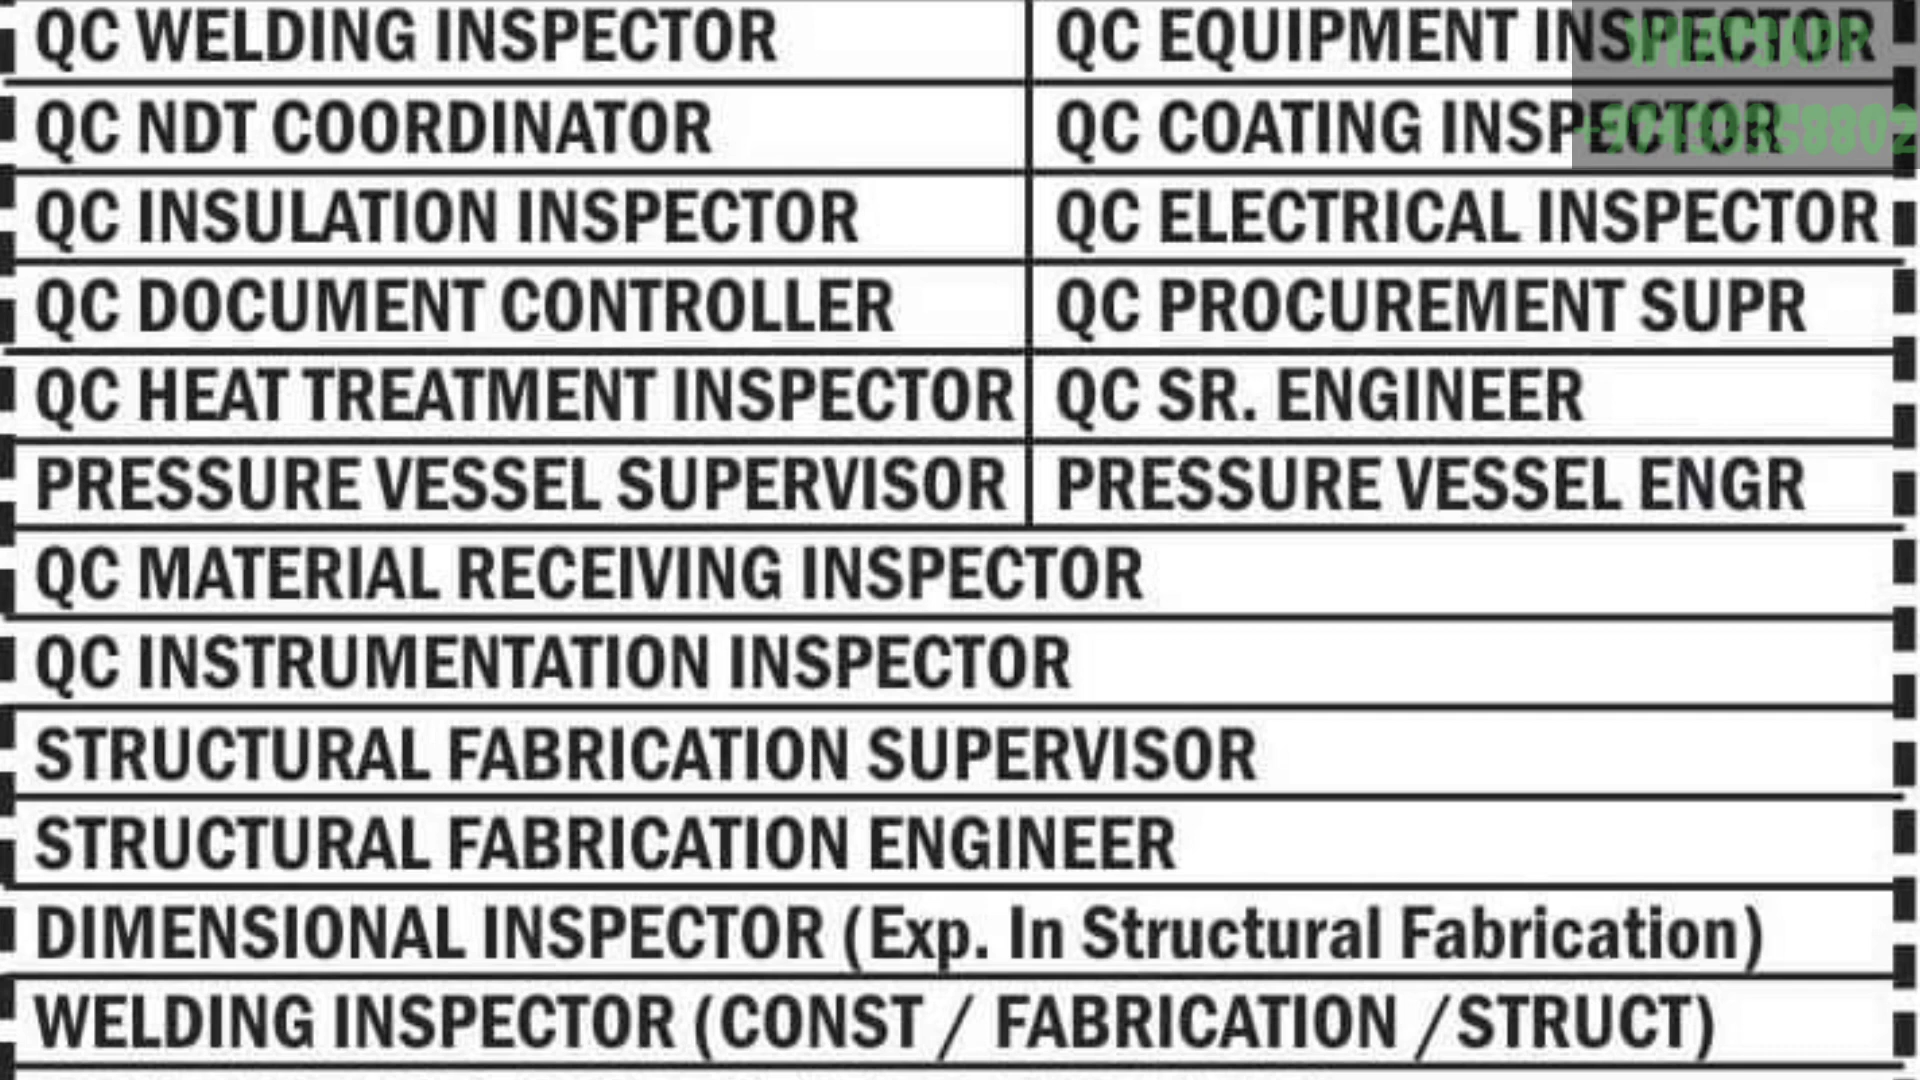 QC WELDING INSPECTOR
QC EQUIPMENT INSPECTOR
QC NDT COORDINATOR
QC COATING INSPECTOR
WHATSAPP
QC INSULATION INSPECTOR
QC ELECTRICAL INSPECTOR
QC DOCUMENT CONTROLLER
QC PROCUREMENT SUPR
QC HEAT TREATMENT INSPECTOR
QC SR. ENGINEER
PRESSURE VESSEL SUPERVISOR
PRESSURE VESSEL ENGR
QC MATERIAL RECEIVING INSPECTOR
QC INSTRUMENTATION INSPECTOR
STRUCTURAL FABRICATION SUPERVISOR
STRUCTURAL FABRICATION ENGINEER
DIMENSIONAL INSPECTOR (Exp. In Structural Fabrication)
WELDING INSPECTOR (CONST / FABRICATION /STRUCT)